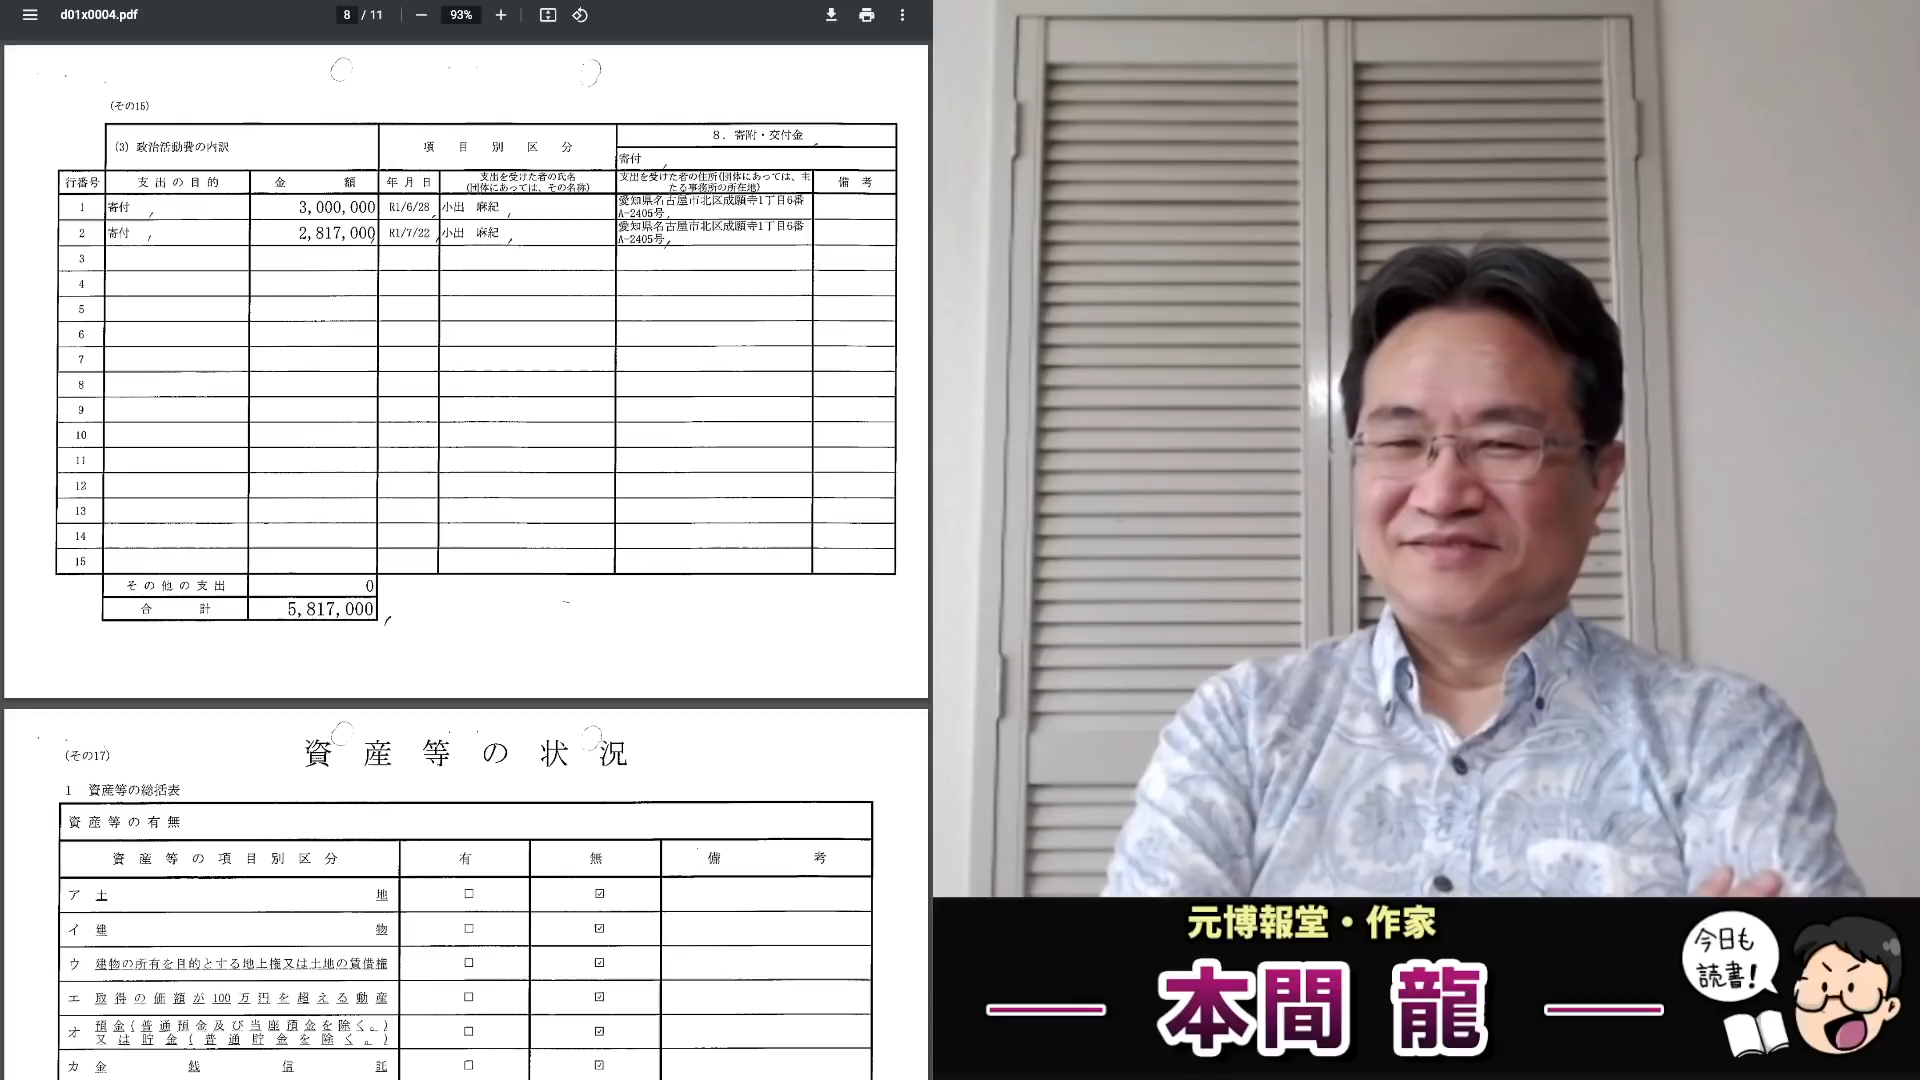 d01x0004.pdf
8 / 11
93%
(その15)
(3) 政治活動費の内訳
項 目 別 区 分
8. 寄附・交付金
寄付
行番号
支出の目的
金 額
年月日
支出を受けた者の氏名
(団体にあっては、その名称)
支出を受けた者の住所(団体にあっては、主
たる事務所の所在地)
備考
1 寄付 3,000,000 R1/6/28 小出 麻紀 愛知県名古屋市北区成願寺1丁目6番
A-2405号
2 寄付 2,817,000 R1/7/22 小出 麻紀 愛知県名古屋市北区成願寺1丁目6番
A-2405号
3
4
5
6
7
8
9
10
11
12
13
14
15
その他の支出 0
合 計 5,817,000
(その17)
資産等の状況
1 資産等の総括表
資産等の有無
資産等の項目別区分 有 無 備 考
ア 土 地 □ ☑
イ 建 物 □ ☑
ウ 建物の所有を目的とする地上権又は土地の賃借権 □ ☑
エ 取得の価額が100万円を超える動産 □ ☑
オ 預金(普通預金及び当座預金を除く。)
又は貯金(普通貯金を除く。) □ ☑
カ 金 銭 信 託 □ ☑
元博報堂・作家
本間 龍
今日も
読書!